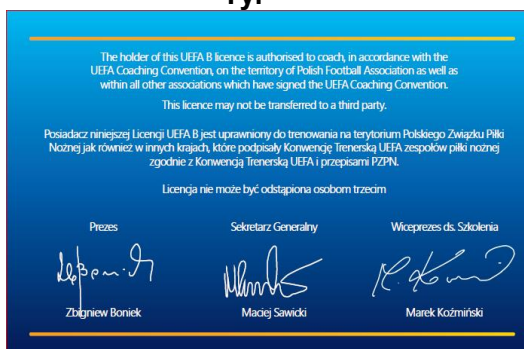 The holder of this UEFA B licence is authorised to coach, in accordance with the
UEFA Coaching Convention, on the territory of Polish Football Association as well as
within all other associations which have signed the UEFA Coaching Convention.
This licence may not be transferred to a third party.
Posiadacz niniejszej Licencji UEFA B jest uprawniony do trenowania na terytorium Polskiego Związku Piłki
Nożnej jak również w innych krajach, które podpisały Konwencję Trenerską UEFA zespołów piłki nożnej
zgodnie z Konwencją Trenerską UEFA i przepisami PZPN.
Licencja nie może być odstąpiona osobom trzecim
Prezes Sekretarz Generalny Wiceprezes ds. Szkolenia
Zbigniew Boniek Maciej Sawicki Marek Koźmiński